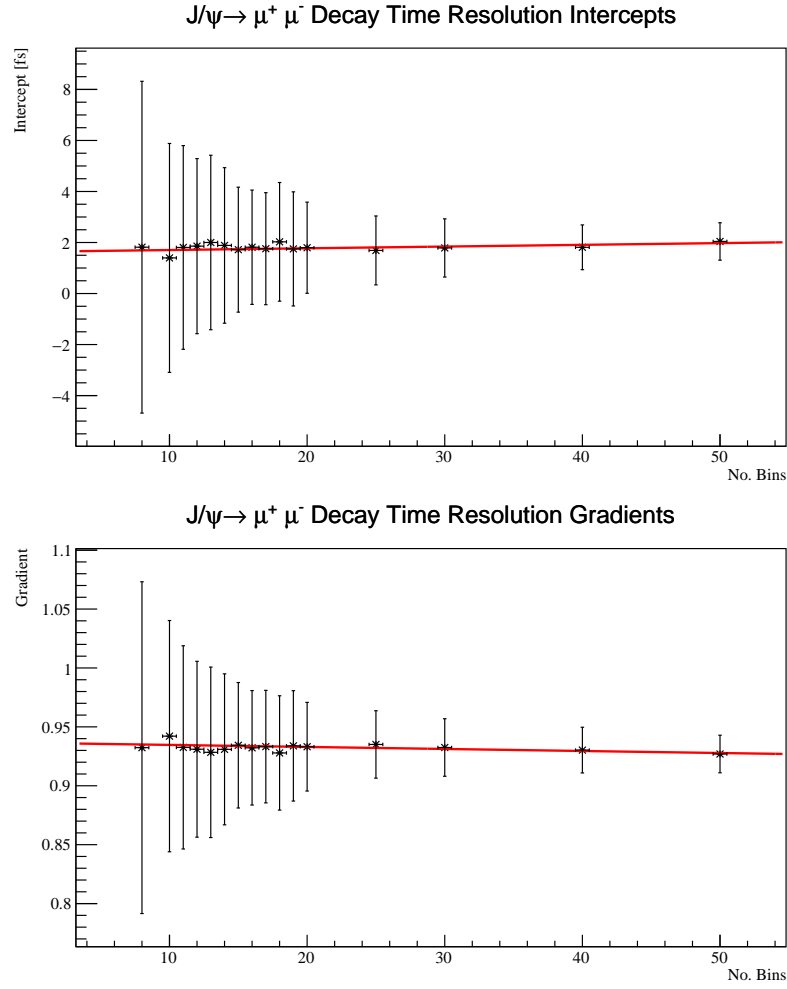 J/ψ→ μ⁺ μ⁻ Decay Time Resolution Intercepts
Intercept [fs]
8
6
4
2
0
−2
−4
10 20 30 40 50
No. Bins
J/ψ→ μ⁺ μ⁻ Decay Time Resolution Gradients
Gradient
1.1
1.05
1
0.95
0.9
0.85
0.8
10 20 30 40 50
No. Bins